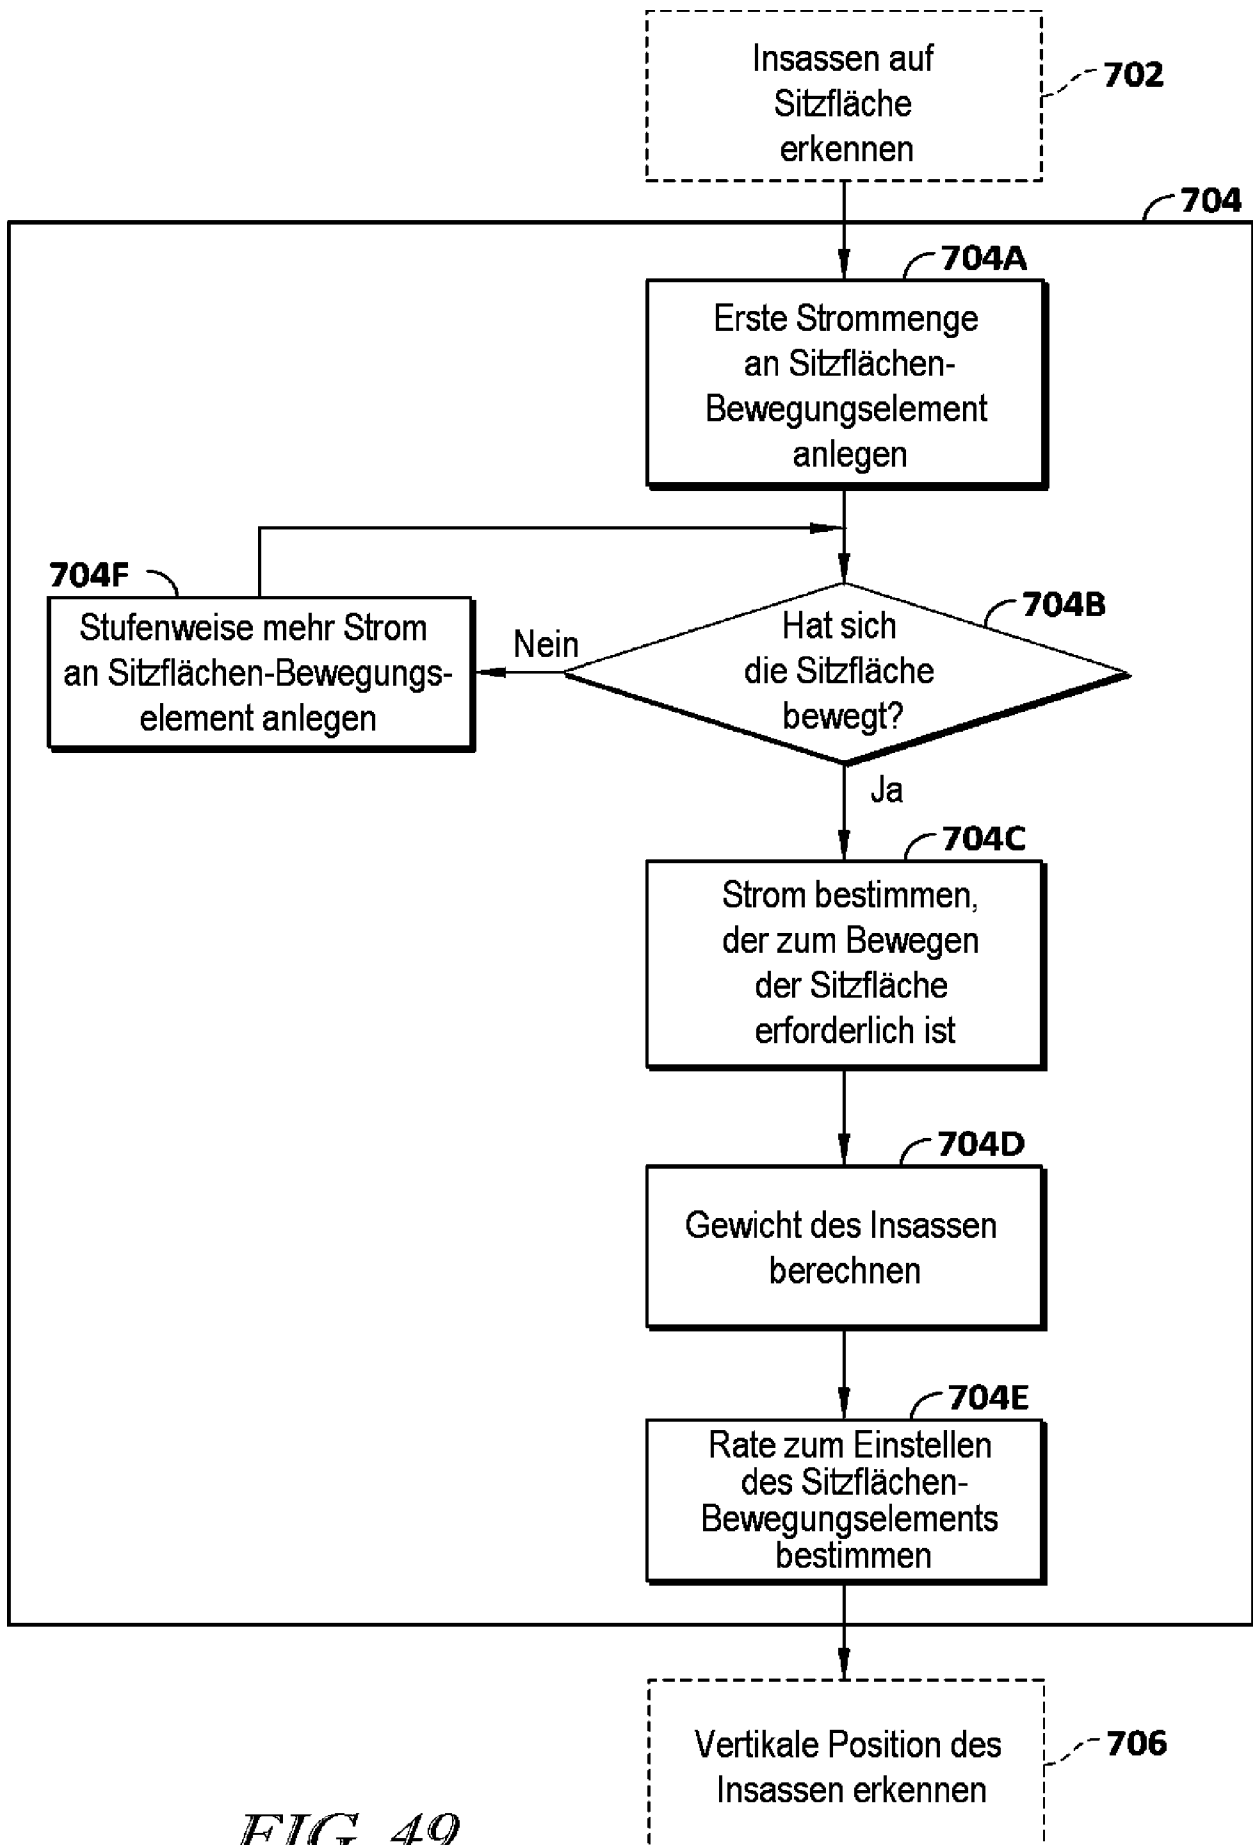 Insassen auf
Sitzfläche
erkennen
702
704
704A
Erste Strommenge
an Sitzflächen-
Bewegungselement
anlegen
704F
Stufenweise mehr Strom
an Sitzflächen-Bewegungs-
element anlegen
Nein
704B
Hat sich
die Sitzfläche
bewegt?
Ja
704C
Strom bestimmen,
der zum Bewegen
der Sitzfläche
erforderlich ist
704D
Gewicht des Insassen
berechnen
704E
Rate zum Einstellen
des Sitzflächen-
Bewegungselements
bestimmen
Vertikale Position des
Insassen erkennen
706
FIG. 49